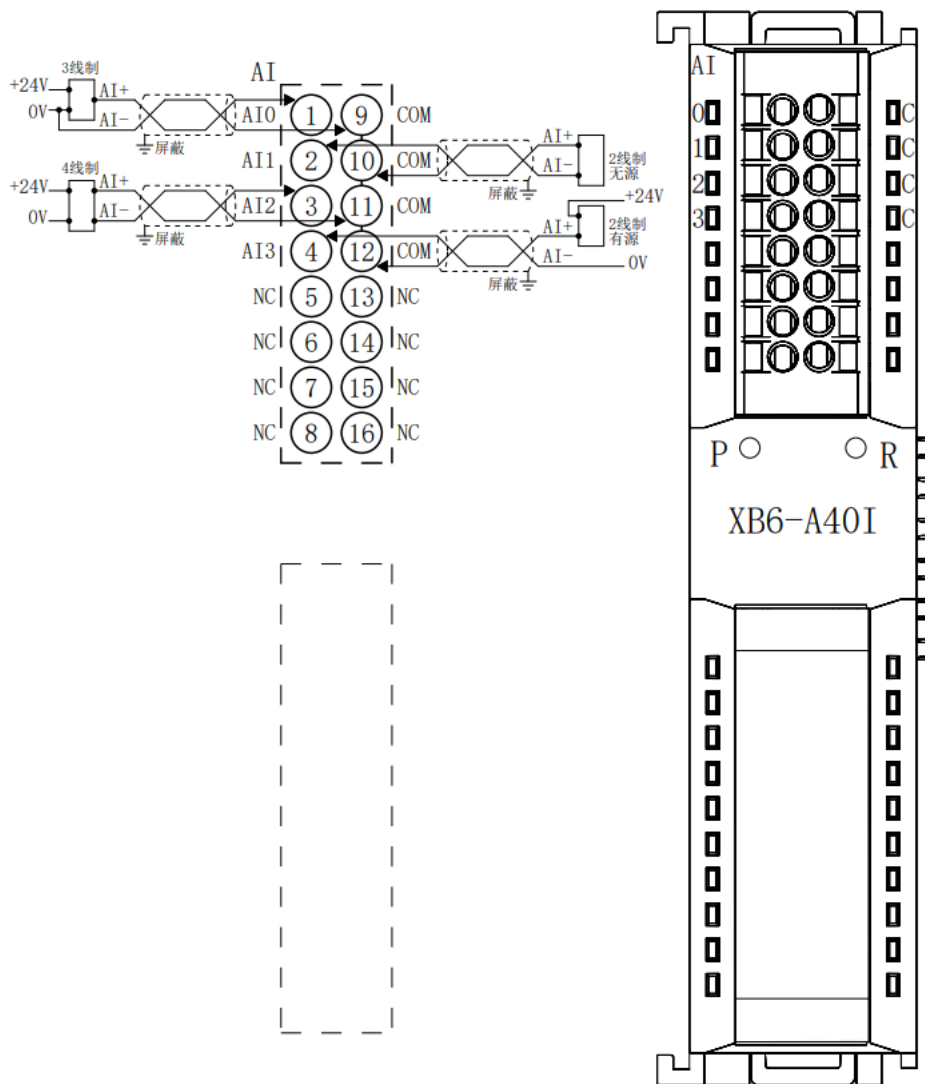 AI
3线制
+24V
0V
AI+
AI-
屏蔽
AI0
1
9
COM
AI1
2
10
COM
AI+
AI-
2线制
无源
屏蔽
4线制
+24V
0V
AI+
AI-
屏蔽
AI2
3
11
COM
AI3
4
12
COM
+24V
AI+
AI-
2线制
有源
0V
屏蔽
NC
5
13
NC
NC
6
14
NC
NC
7
15
NC
NC
8
16
NC
AI
0
C
1
C
2
C
3
C
P
R
XB6-A40I